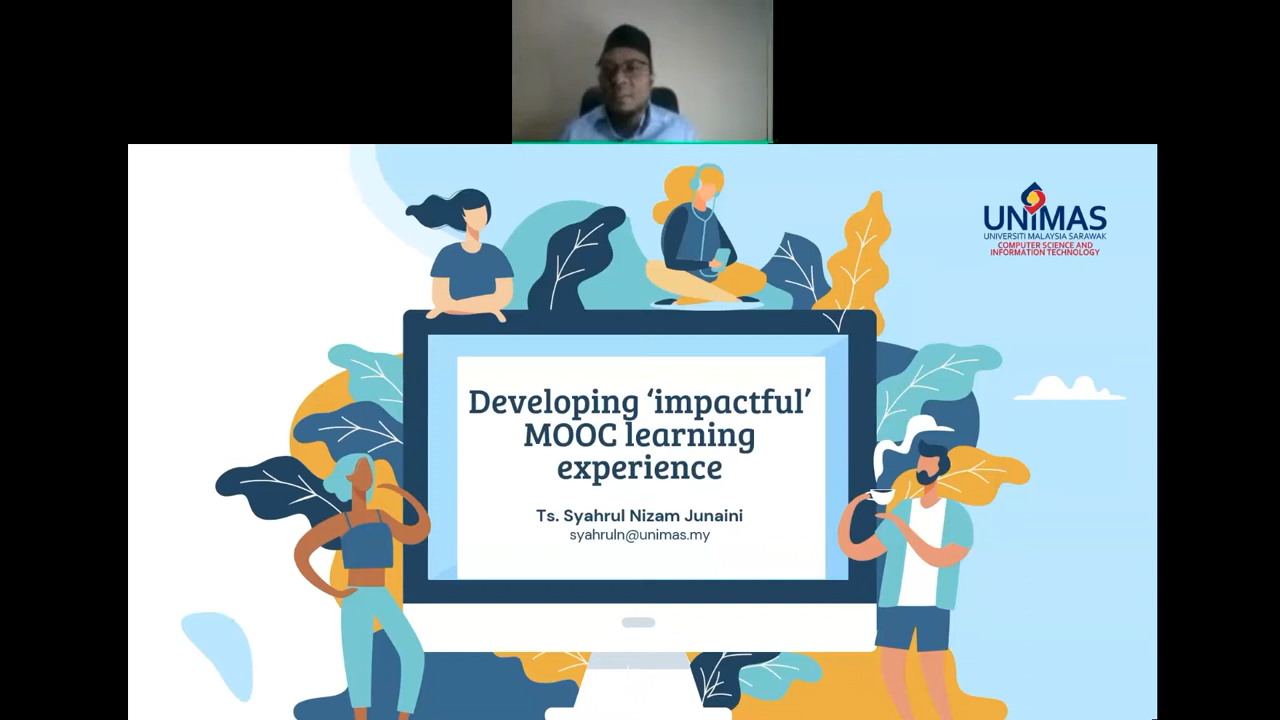 UNIMAS
UNIVERSITI MALAYSIA SARAWAK
COMPUTER SCIENCE AND
INFORMATION TECHNOLOGY
Developing ‘impactful’
MOOC learning
experience
Ts. Syahrul Nizam Junaini
syahruln@unimas.my